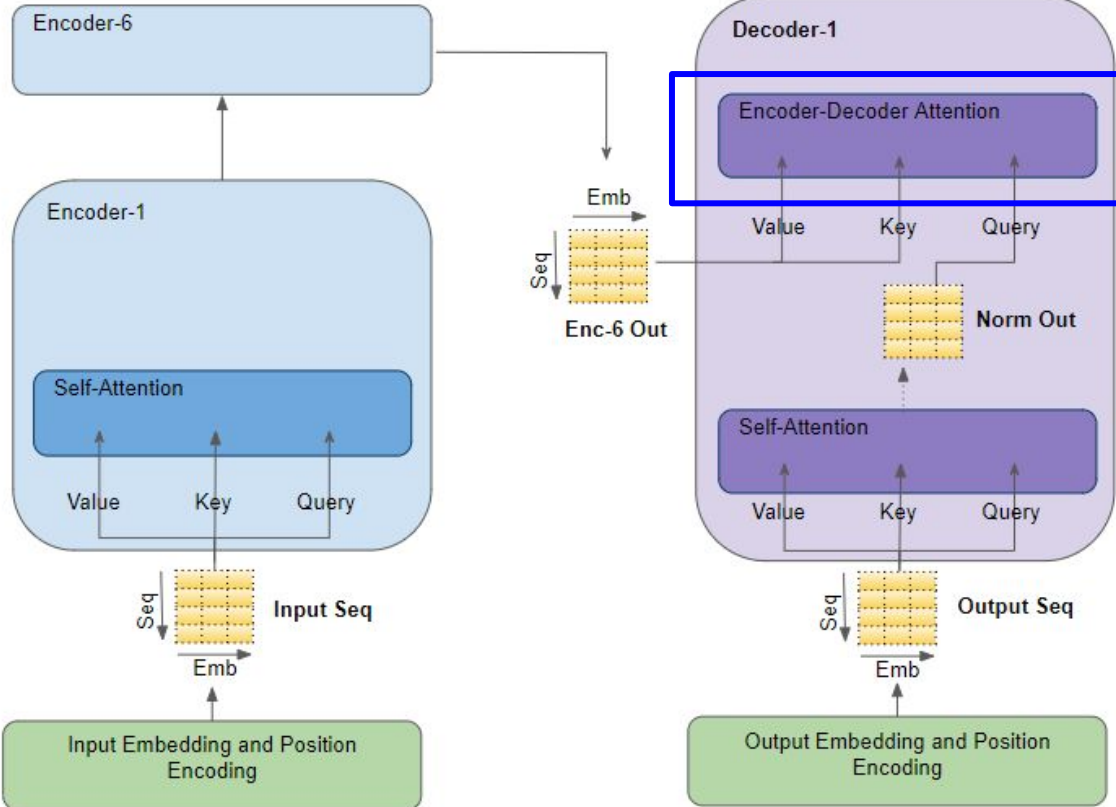 Encoder-6
Encoder-1
Self-Attention
Value Key Query
Seq
Input Seq
Emb
Input Embedding and Position
Encoding
Emb
Seq
Enc-6 Out
Decoder-1
Encoder-Decoder Attention
Value Key Query
Norm Out
Self-Attention
Value Key Query
Seq
Output Seq
Emb
Output Embedding and Position
Encoding